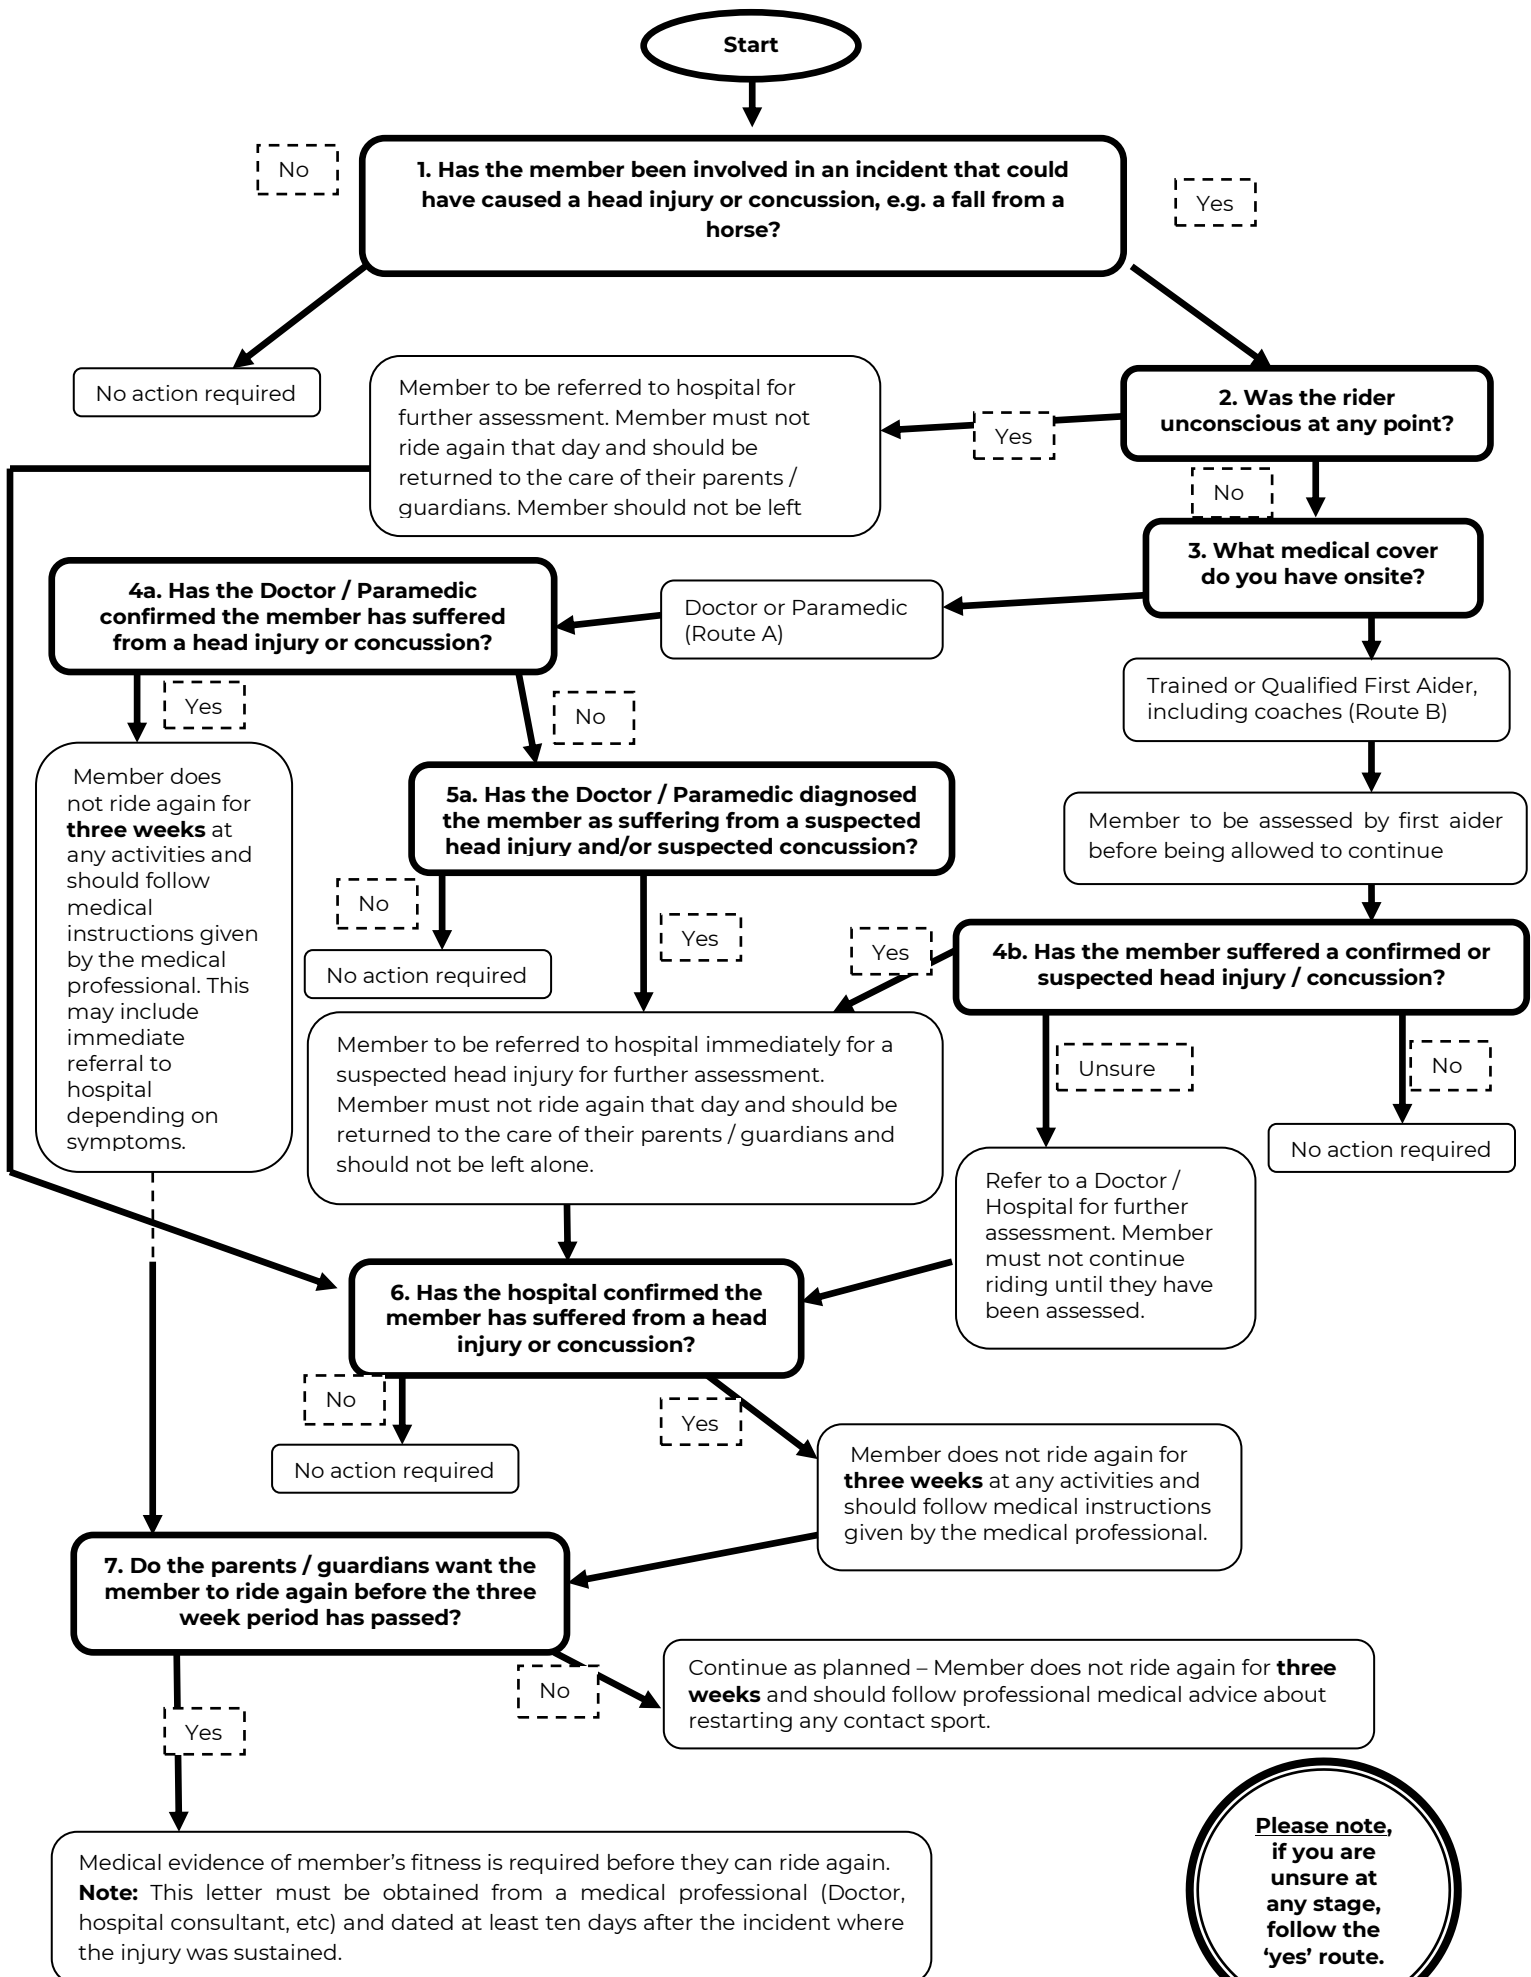 Start
No
1. Has the member been involved in an incident that could
have caused a head injury or concussion, e.g. a fall from a
horse?
Yes
No action required
Member to be referred to hospital for
further assessment. Member must not
ride again that day and should be
returned to the care of their parents /
guardians. Member should not be left
Yes
2. Was the rider
unconscious at any point?
No
3. What medical cover
do you have onsite?
4a. Has the Doctor / Paramedic
confirmed the member has suffered
from a head injury or concussion?
Doctor or Paramedic
(Route A)
Trained or Qualified First Aider,
including coaches (Route B)
Yes
No
Member does
not ride again for
three weeks at
any activities and
should follow
medical
instructions given
by the medical
professional. This
may include
immediate
referral to
hospital
depending on
symptoms.
5a. Has the Doctor / Paramedic diagnosed
the member as suffering from a suspected
head injury and/or suspected concussion?
Member to be assessed by first aider
before being allowed to continue
No
Yes
Yes
No action required
4b. Has the member suffered a confirmed or
suspected head injury / concussion?
Member to be referred to hospital immediately for a
suspected head injury for further assessment.
Member must not ride again that day and should be
returned to the care of their parents / guardians and
should not be left alone.
Unsure
No
No action required
Refer to a Doctor /
Hospital for further
assessment. Member
must not continue
riding until they have
been assessed.
6. Has the hospital confirmed the
member has suffered from a head
injury or concussion?
No
Yes
No action required
Member does not ride again for
three weeks at any activities and
should follow medical instructions
given by the medical professional.
7. Do the parents / guardians want the
member to ride again before the three
week period has passed?
No
Continue as planned – Member does not ride again for three
weeks and should follow professional medical advice about
restarting any contact sport.
Yes
Medical evidence of member’s fitness is required before they can ride again.
Note: This letter must be obtained from a medical professional (Doctor,
hospital consultant, etc) and dated at least ten days after the incident where
the injury was sustained.
Please note,
if you are
unsure at
any stage,
follow the
‘yes’ route.